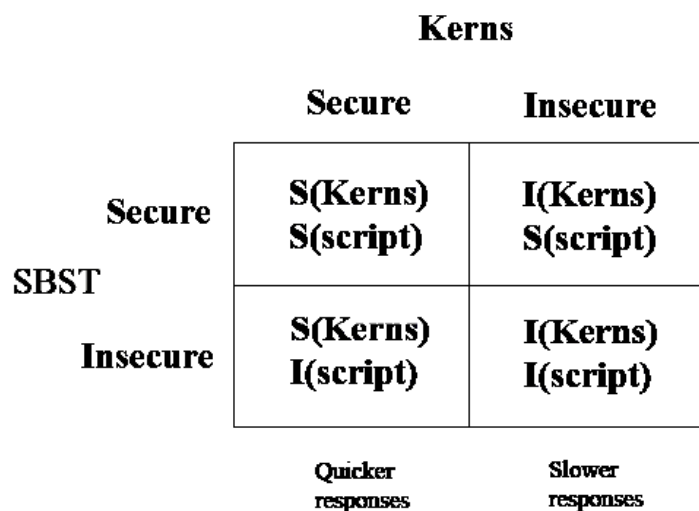 Kerns
Secure Insecure
Secure S(Kerns) I(Kerns)
S(script) S(script)
SBST
Insecure S(Kerns) I(Kerns)
I(script) I(script)
Quicker Slower
responses responses